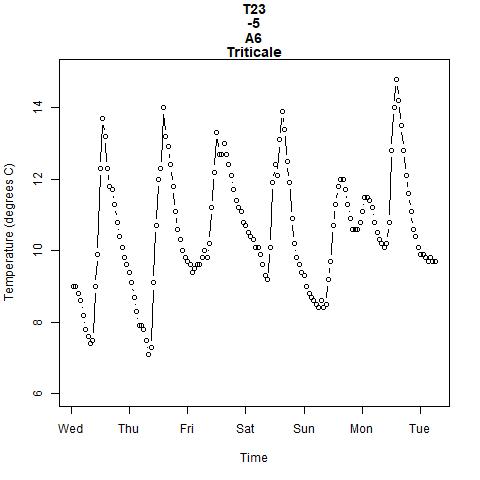 T23
-5
A6
Triticale
Temperature (degrees C)
14
12
10
8
6
Wed Thu Fri Sat Sun Mon Tue
Time